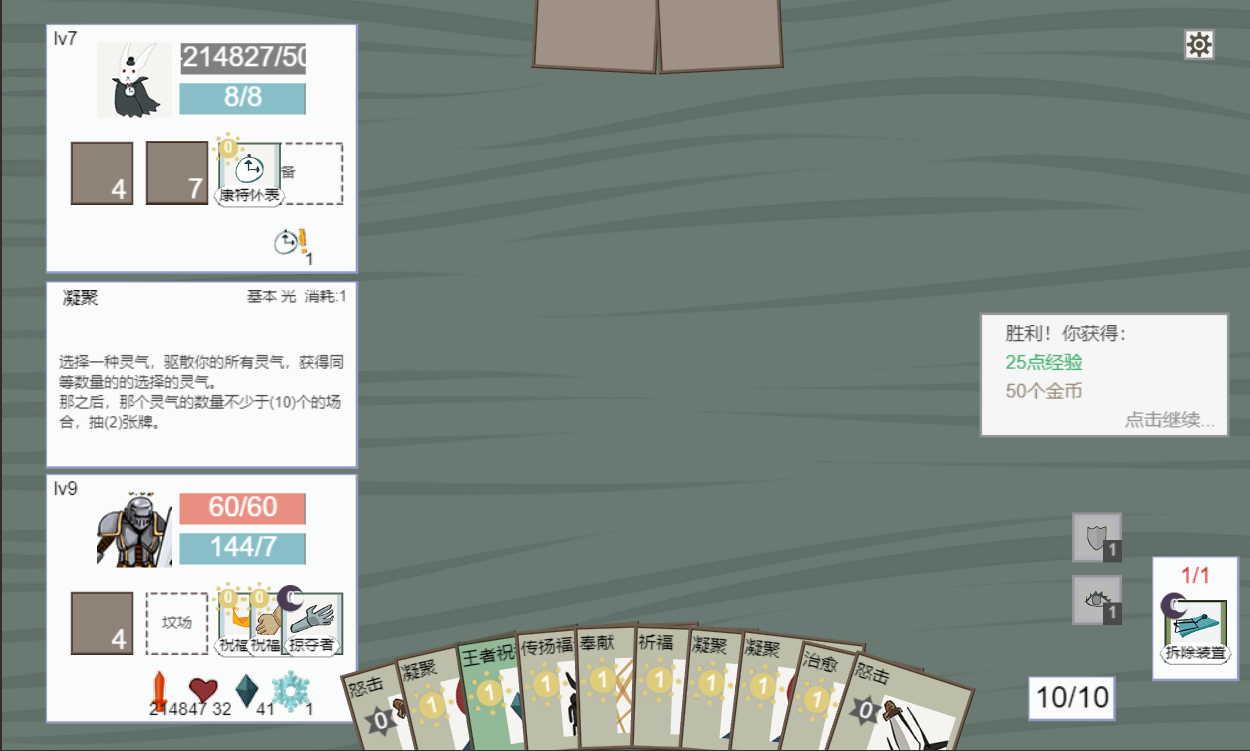 lv7
-214827/50
8/8
4
7
0
康特怀表
备
1
凝聚
基本 光 消耗:1
选择一种灵气，驱散你的所有灵气，获得同
等数量的的选择的灵气。
那之后，那个灵气的数量不少于(10)个的场
合，抽(2)张牌。
胜利！你获得：
25点经验
50个金币
点击继续...
lv9
60/60
144/7
4
坟场
0
0
祝福
祝福
掠夺者
214847
32
41
1
怒击
0
凝聚
1
王者祝
1
传扬福
1
奉献
1
祈福
1
凝聚
1
凝聚
1
治愈
1
怒击
0
1
1
1/1
拆除装置
10/10